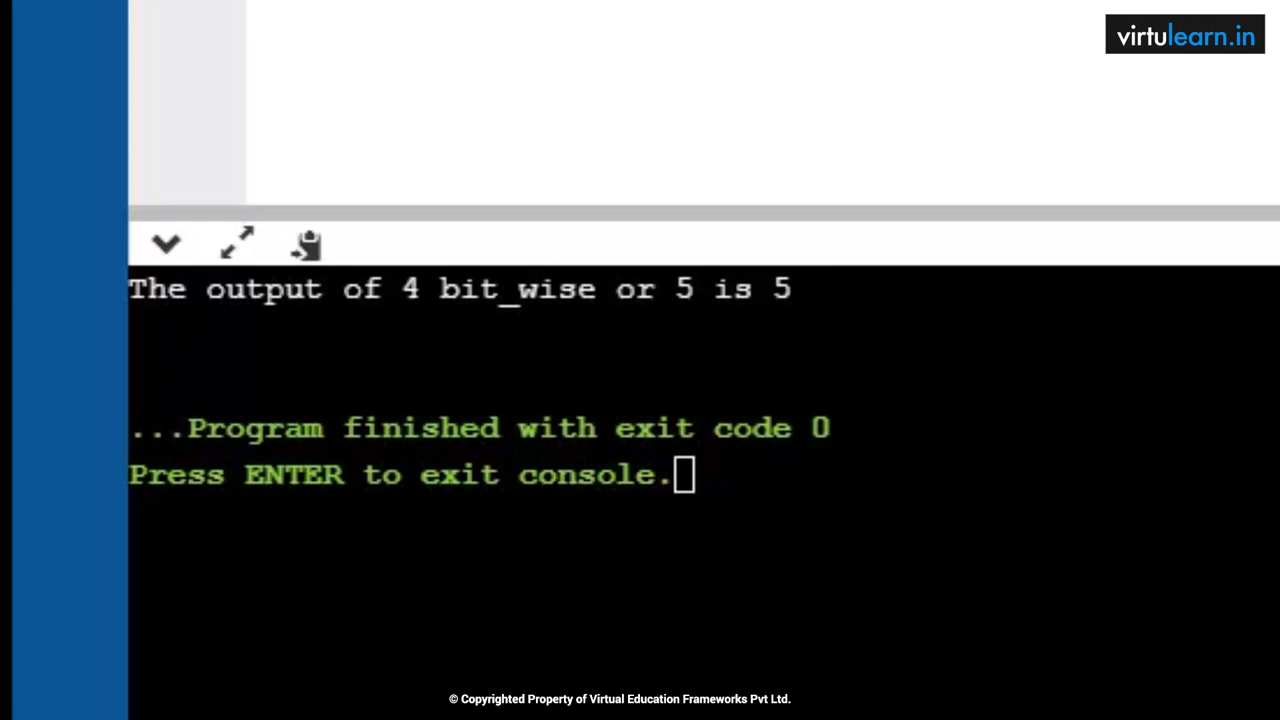 virtulearn.in
The output of 4 bit_wise or 5 is 5
...Program finished with exit code 0
Press ENTER to exit console.
© Copyrighted Property of Virtual Education Frameworks Pvt Ltd.